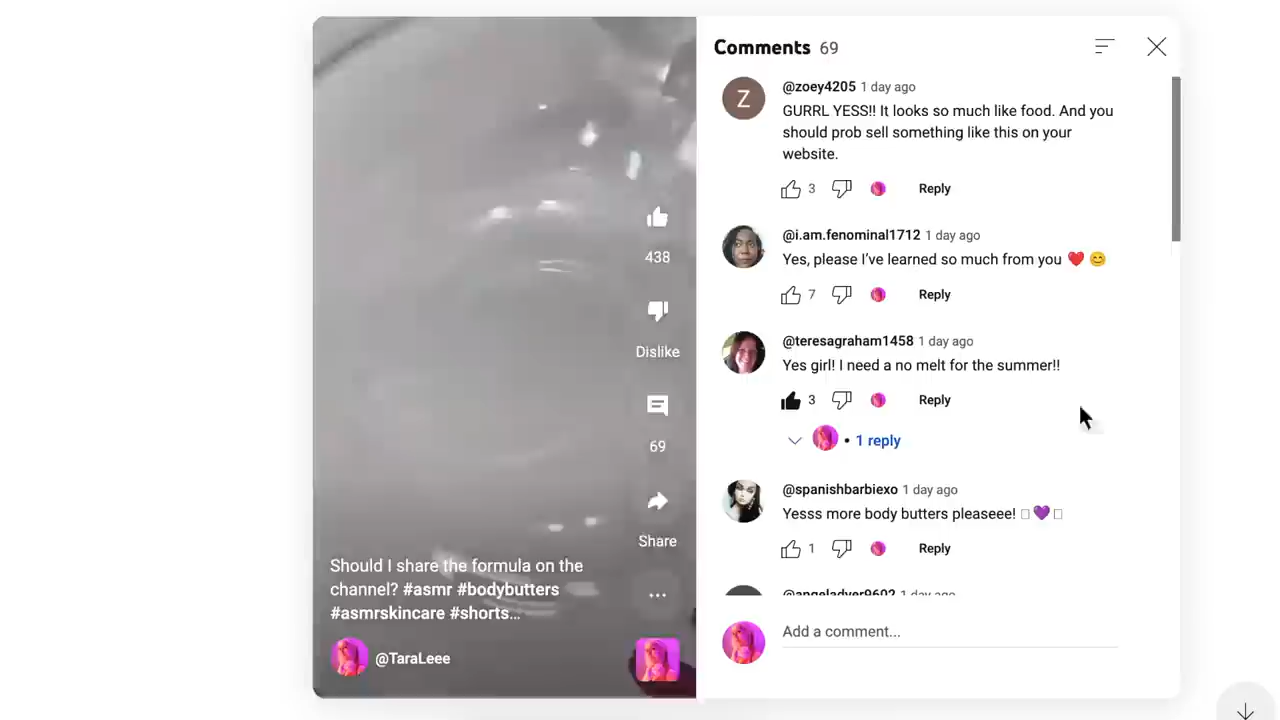 Comments 69
@zoey4205 1 day ago
GURRL YESS!! It looks so much like food. And you
should prob sell something like this on your
website.
3 Reply
@i.am.fenominal1712 1 day ago
Yes, please I've learned so much from you ❤️ 😊
7 Reply
@teresagraham1458 1 day ago
Yes girl! I need a no melt for the summer!!
3 Reply
• 1 reply
@spanishbarbiexo 1 day ago
Yesss more body butters pleaseee! 💜
1 Reply
@angeladyer9602 1 day ago
Add a comment...
Z
438
Dislike
69
Share
Should I share the formula on the
channel? #asmr #bodybutters
#asmrskincare #shorts...
@TaraLeee